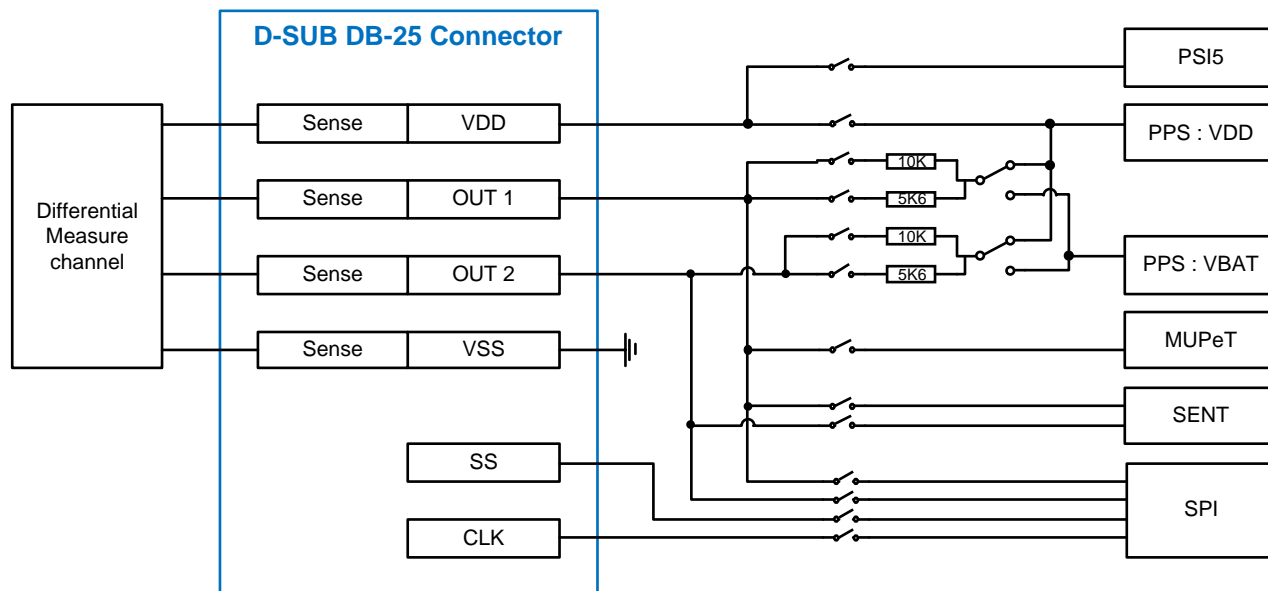 D-SUB DB-25 Connector
PSI5
Sense
VDD
PPS : VDD
10K
Sense
OUT 1
5K6
Differential
Measure
channel
10K
Sense
OUT 2
5K6
PPS : VBAT
Sense
VSS
MUPeT
SENT
SS
SPI
CLK